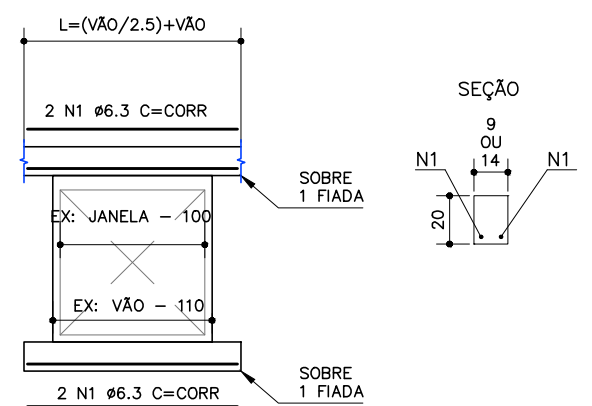 L=(VÃO/2.5)+VÃO
2 N1 ø6.3 C=CORR
SOBRE
1 FIADA
EX: JANELA – 100
EX: VÃO – 110
SOBRE
1 FIADA
2 N1 ø6.3 C=CORR
SEÇÃO
9
OU
14
N1
N1
20